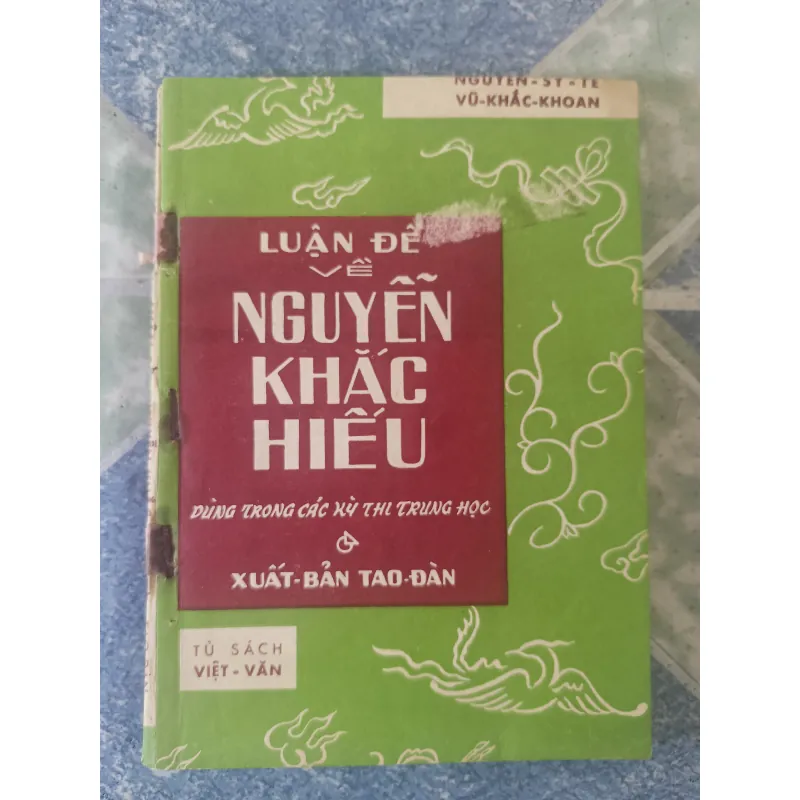 NGUYỄN-SỸ-TẾ
VŨ-KHẮC-KHOAN
LUẬN ĐỀ
VỀ
NGUYỄN
KHẮC
HIẾU
DÙNG TRONG CÁC KỲ THI TRUNG HỌC
XUẤT-BẢN TAO-ĐÀN
TỦ SÁCH
VIỆT-VĂN